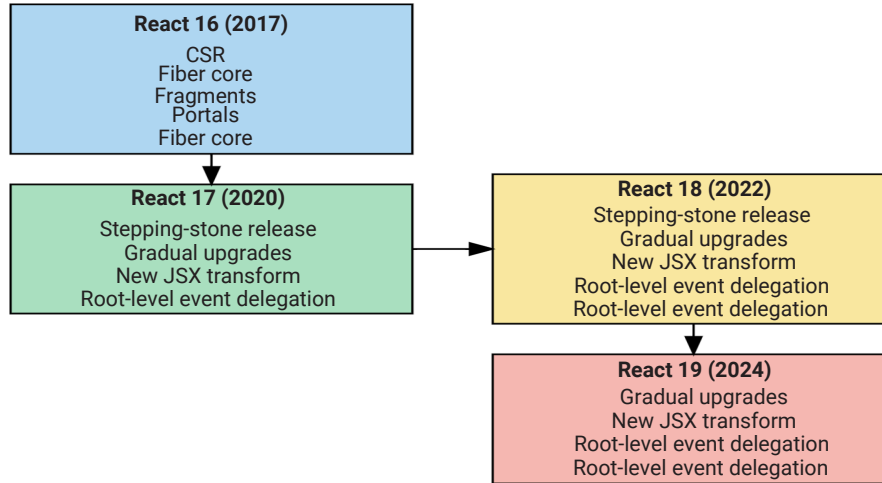 React 16 (2017)
CSR
Fiber core
Fragments
Portals
Fiber core
React 17 (2020)
Stepping-stone release
Gradual upgrades
New JSX transform
Root-level event delegation
React 18 (2022)
Stepping-stone release
Gradual upgrades
New JSX transform
Root-level event delegation
Root-level event delegation
React 19 (2024)
Gradual upgrades
New JSX transform
Root-level event delegation
Root-level event delegation